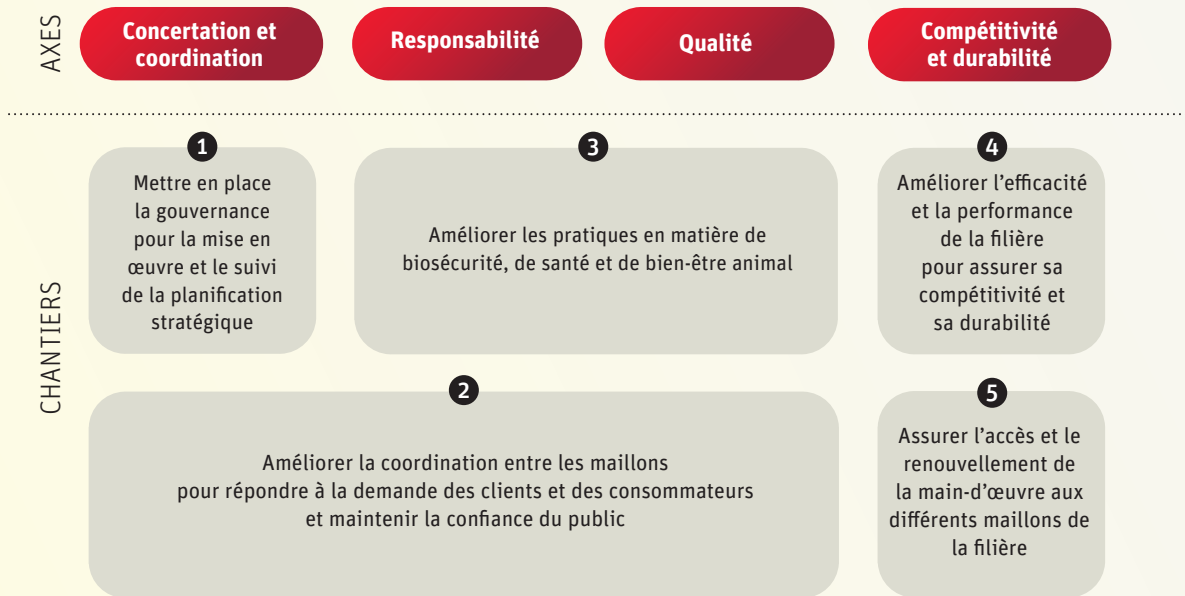 AXES
Concertation et
coordination
Responsabilité
Qualité
Compétitivité
et durabilité
CHANTIERS
1
Mettre en place
la gouvernance
pour la mise en
œuvre et le suivi
de la planification
stratégique
3
Améliorer les pratiques en matière de
biosécurité, de santé et de bien-être animal
4
Améliorer l'efficacité
et la performance
de la filière
pour assurer sa
compétitivité et
sa durabilité
2
Améliorer la coordination entre les maillons
pour répondre à la demande des clients et des consommateurs
et maintenir la confiance du public
5
Assurer l'accès et le
renouvellement de
la main-d'œuvre aux
différents maillons de
la filière